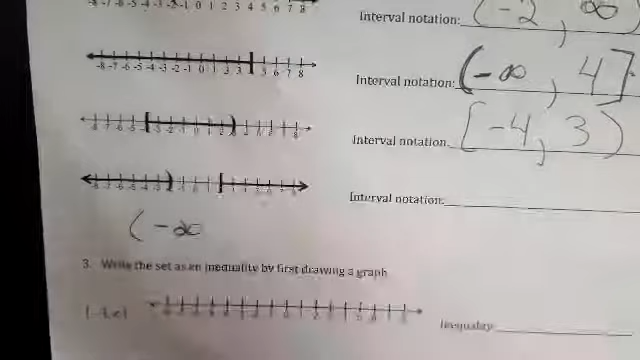 -8 -7 -6 -5 -4 -3 -2 -1 0 1 2 3 4 5 6 7 8
Interval notation: (-2, ∞
-8 -7 -6 -5 -4 -3 -2 -1 0 1 2 3 4 5 6 7 8
Interval notation: (-∞, 4]
Interval notation. [-4, 3)
Interval notation:
(-∞
3. Write the set as an inequality by first drawing a graph
Inequality: